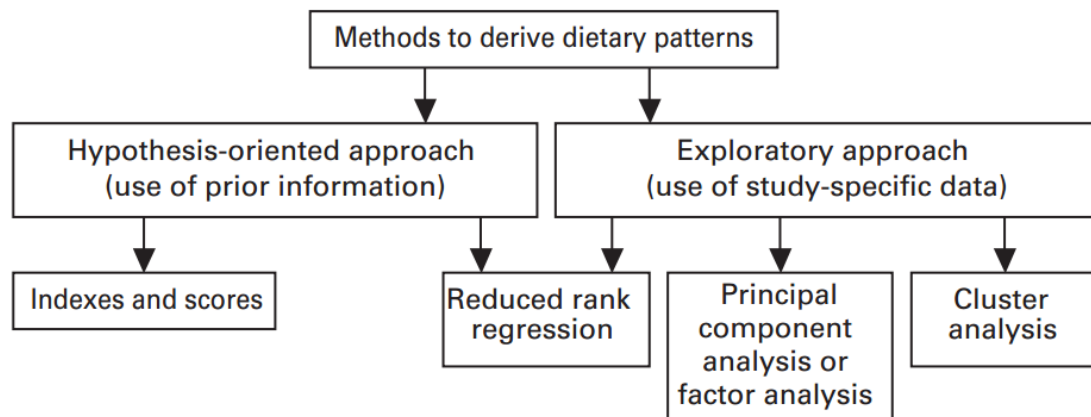 Methods to derive dietary patterns
Hypothesis-oriented approach
(use of prior information)
Exploratory approach
(use of study-specific data)
Indexes and scores
Reduced rank
regression
Principal
component
analysis or
factor analysis
Cluster
analysis